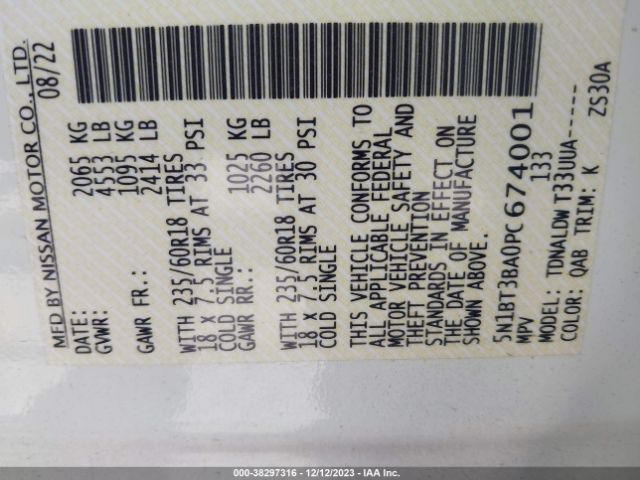 MFD BY NISSAN MOTOR CO., LTD.
DATE: 08/22
GVWR: 2065 KG
4553 LB
GAWR FR.: 1095 KG
2414 LB
WITH 235/60R18 TIRES
18 X 7.5 RIMS AT 33 PSI
COLD SINGLE
GAWR RR.: 1025 KG
2260 LB
WITH 235/60R18 TIRES
18 X 7.5 RIMS AT 30 PSI
COLD SINGLE
THIS VEHICLE CONFORMS TO
ALL APPLICABLE FEDERAL
MOTOR VEHICLE SAFETY AND
THEFT PREVENTION
STANDARDS IN EFFECT ON
THE DATE OF MANUFACTURE
SHOWN ABOVE.
5N1BT3BA0PC674001
MPV 133
MODEL: TDNALDW T33UUA------
COLOR: QAB TRIM: K ZS30A
000-38297316 - 12/12/2023 - IAA Inc.